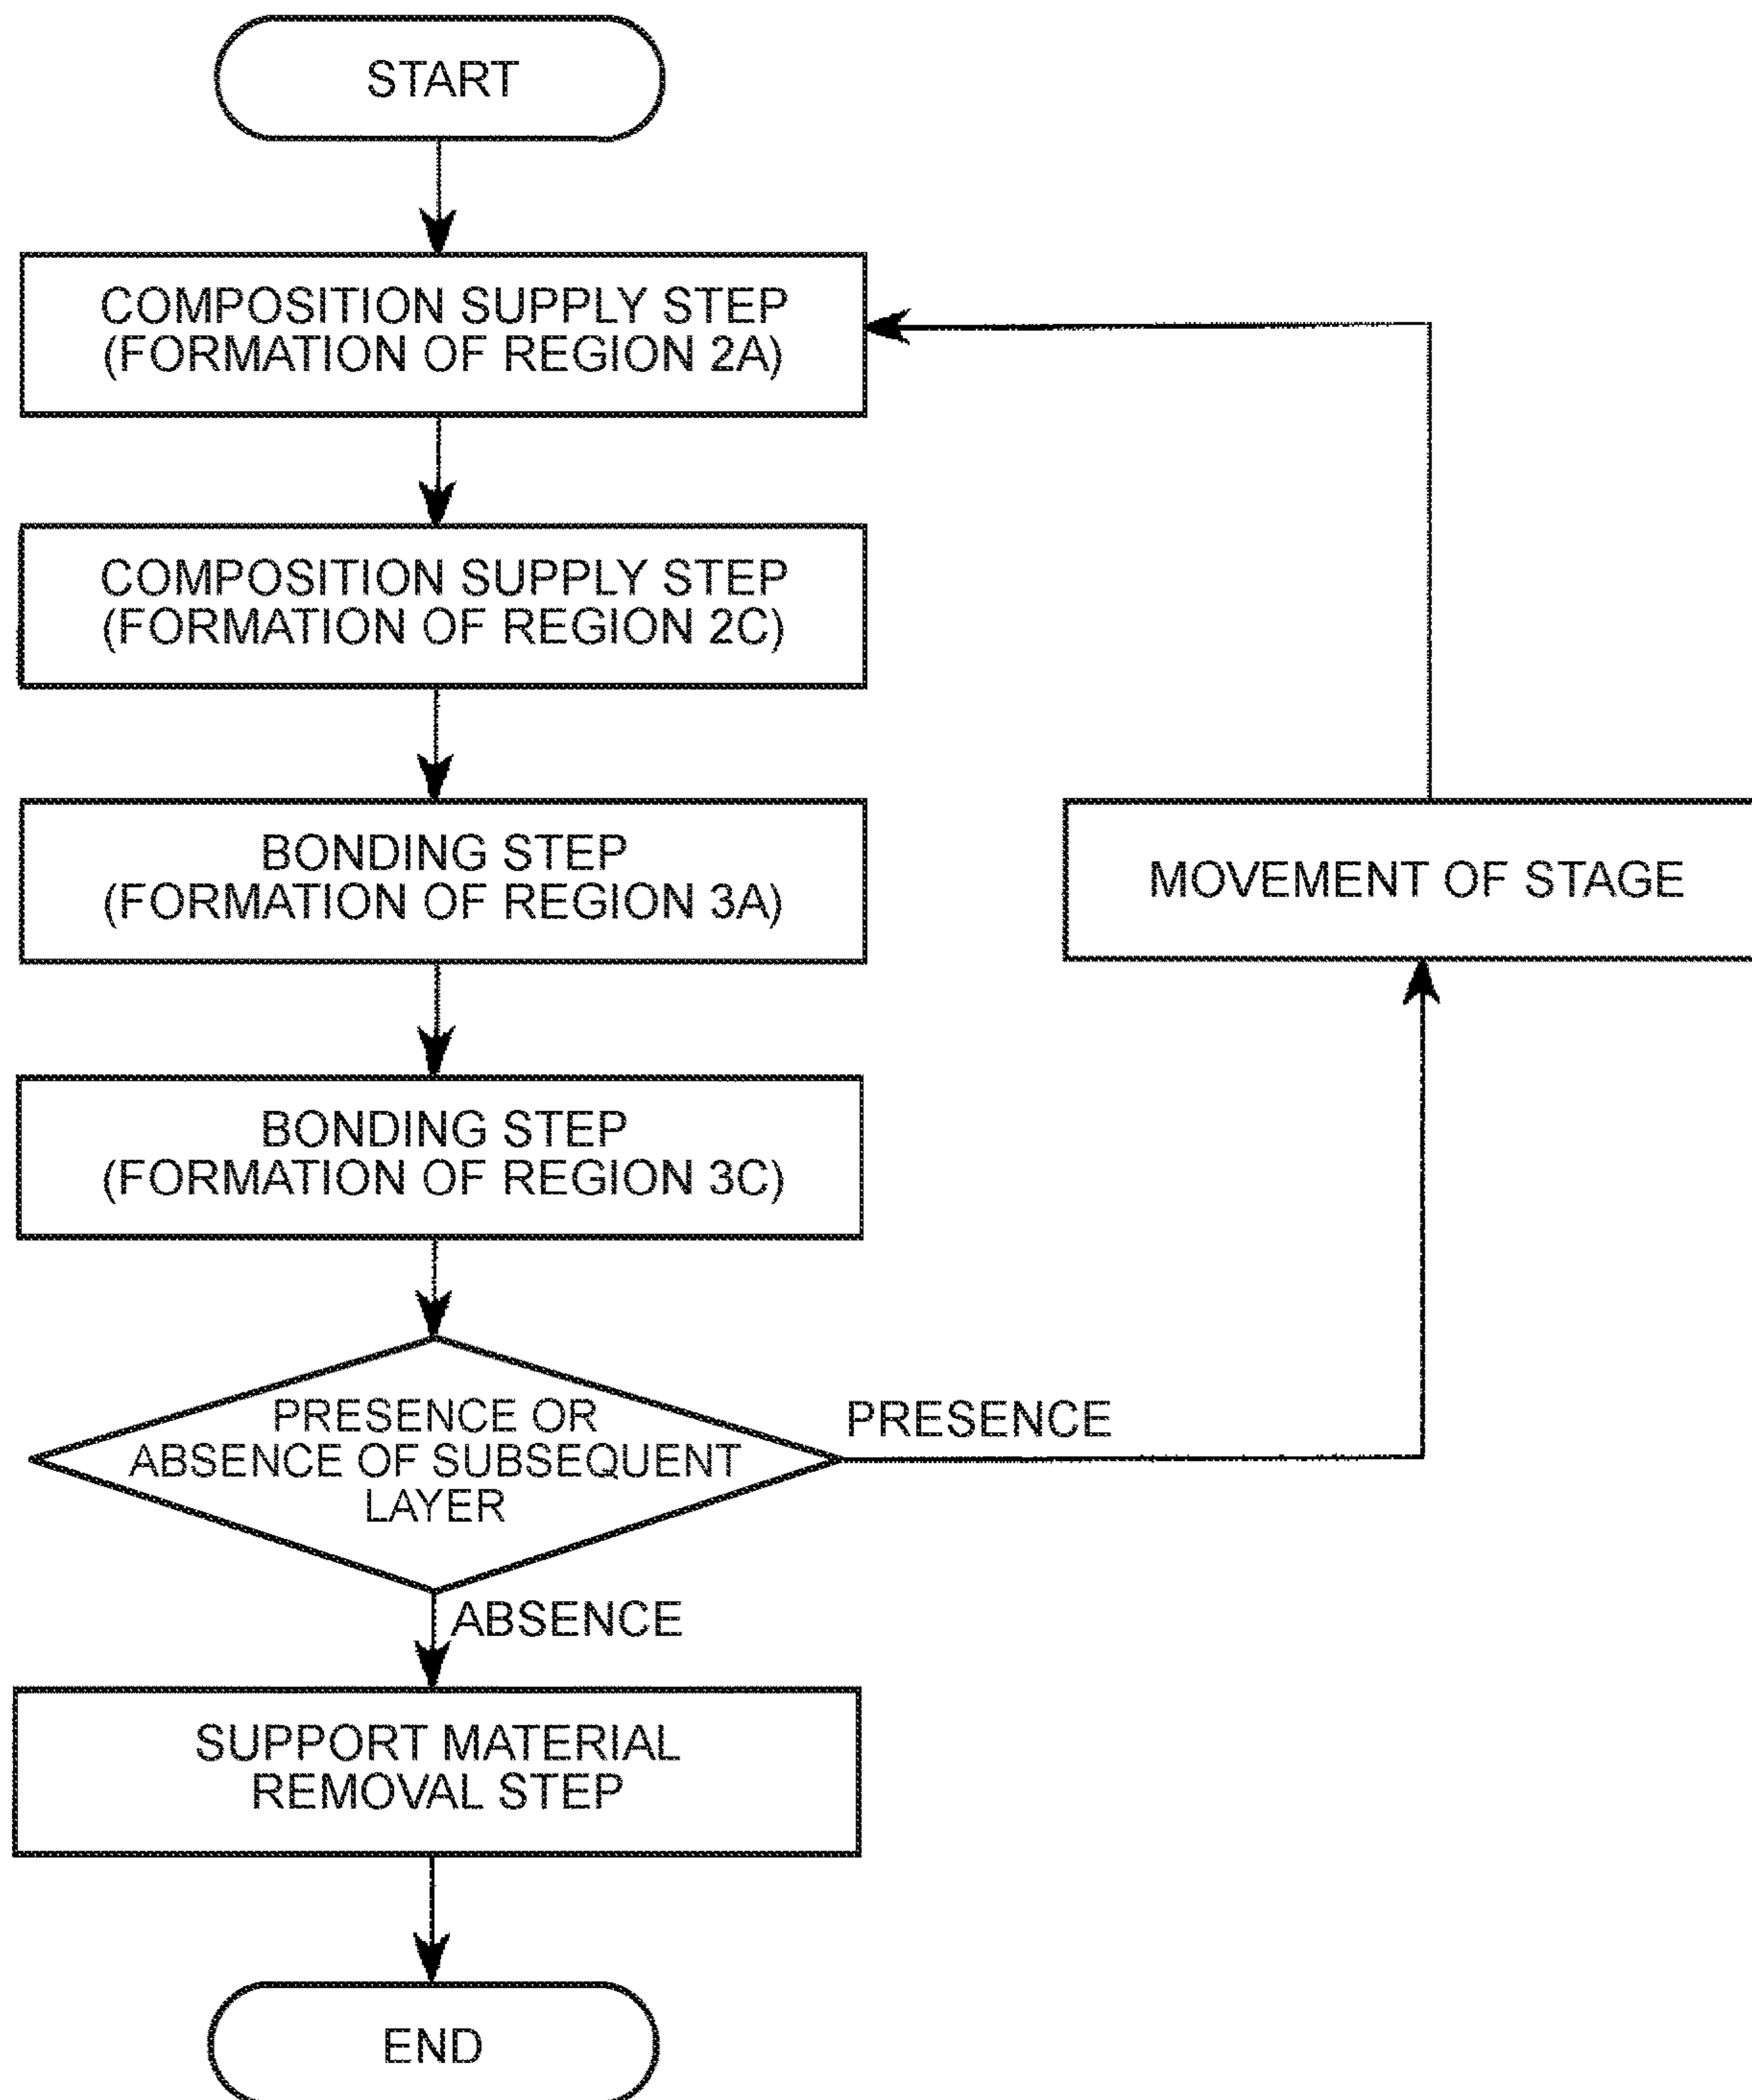 START
COMPOSITION SUPPLY STEP
(FORMATION OF REGION 2A)
COMPOSITION SUPPLY STEP
(FORMATION OF REGION 2C)
BONDING STEP
(FORMATION OF REGION 3A)
MOVEMENT OF STAGE
BONDING STEP
(FORMATION OF REGION 3C)
PRESENCE OR
ABSENCE OF SUBSEQUENT
LAYER
PRESENCE
ABSENCE
SUPPORT MATERIAL
REMOVAL STEP
END